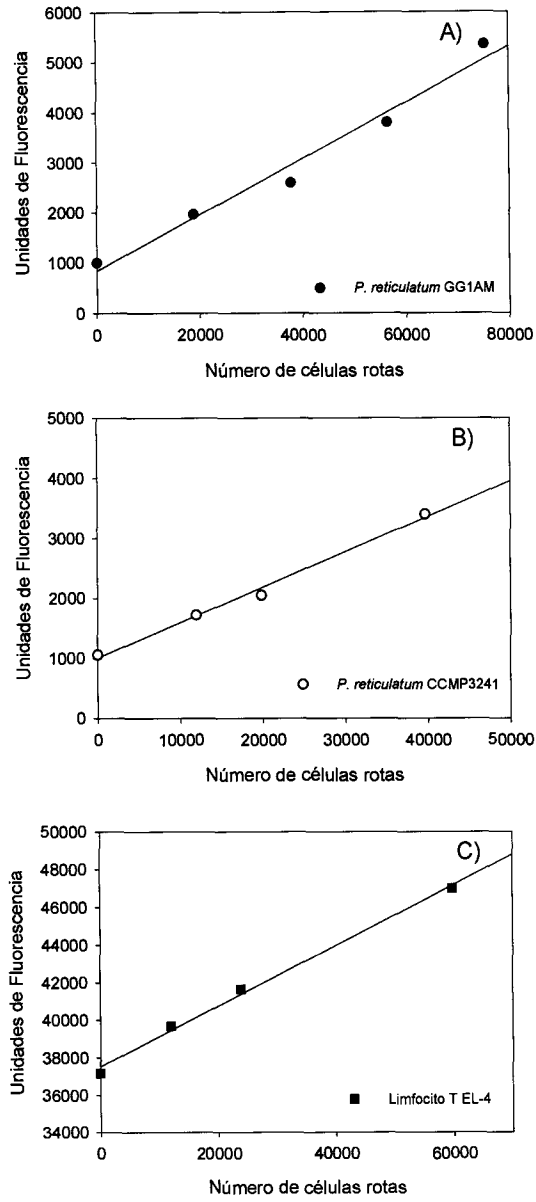 A)
6000
5000
4000
3000
2000
1000
0
Unidades de Fluorescencia
P. reticulatum GG1AM
0 20000 40000 60000 80000
Número de células rotas
B)
5000
4000
3000
2000
1000
0
Unidades de Fluorescencia
P. reticulatum CCMP3241
0 10000 20000 30000 40000 50000
Número de células rotas
C)
50000
48000
46000
44000
42000
40000
38000
36000
34000
Unidades de Fluorescencia
Limfocito T EL-4
0 20000 40000 60000
Número de células rotas